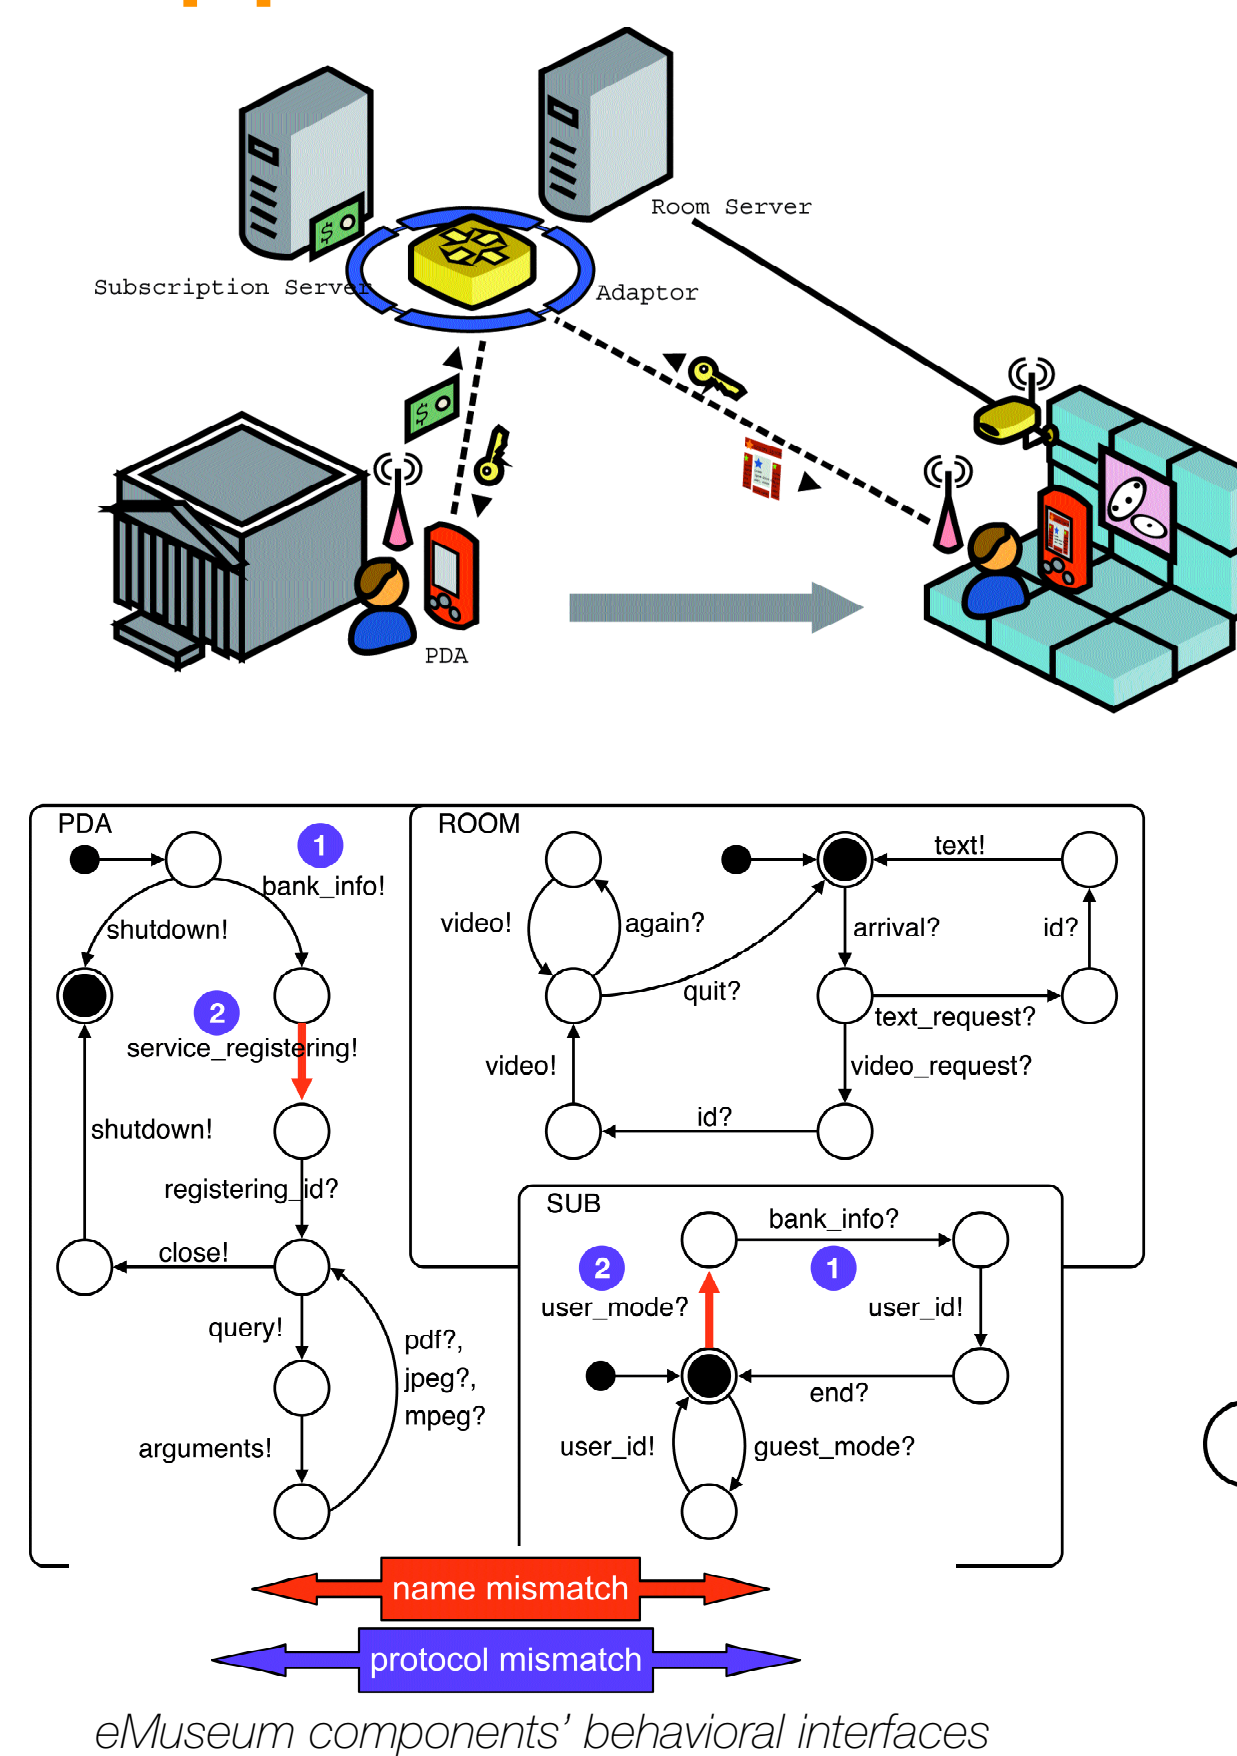 Room Server
Subscription Server
Adaptor
PDA
PDA
1
bank_info!
shutdown!
2
service_registering!
shutdown!
registering_id?
close!
query!
pdf?,
jpeg?,
mpeg?
arguments!
ROOM
text!
video!
again?
arrival?
id?
quit?
text_request?
video!
video_request?
id?
SUB
bank_info?
2
1
user_mode?
user_id!
end?
user_id!
guest_mode?
name mismatch
protocol mismatch
eMuseum components’ behavioral interfaces